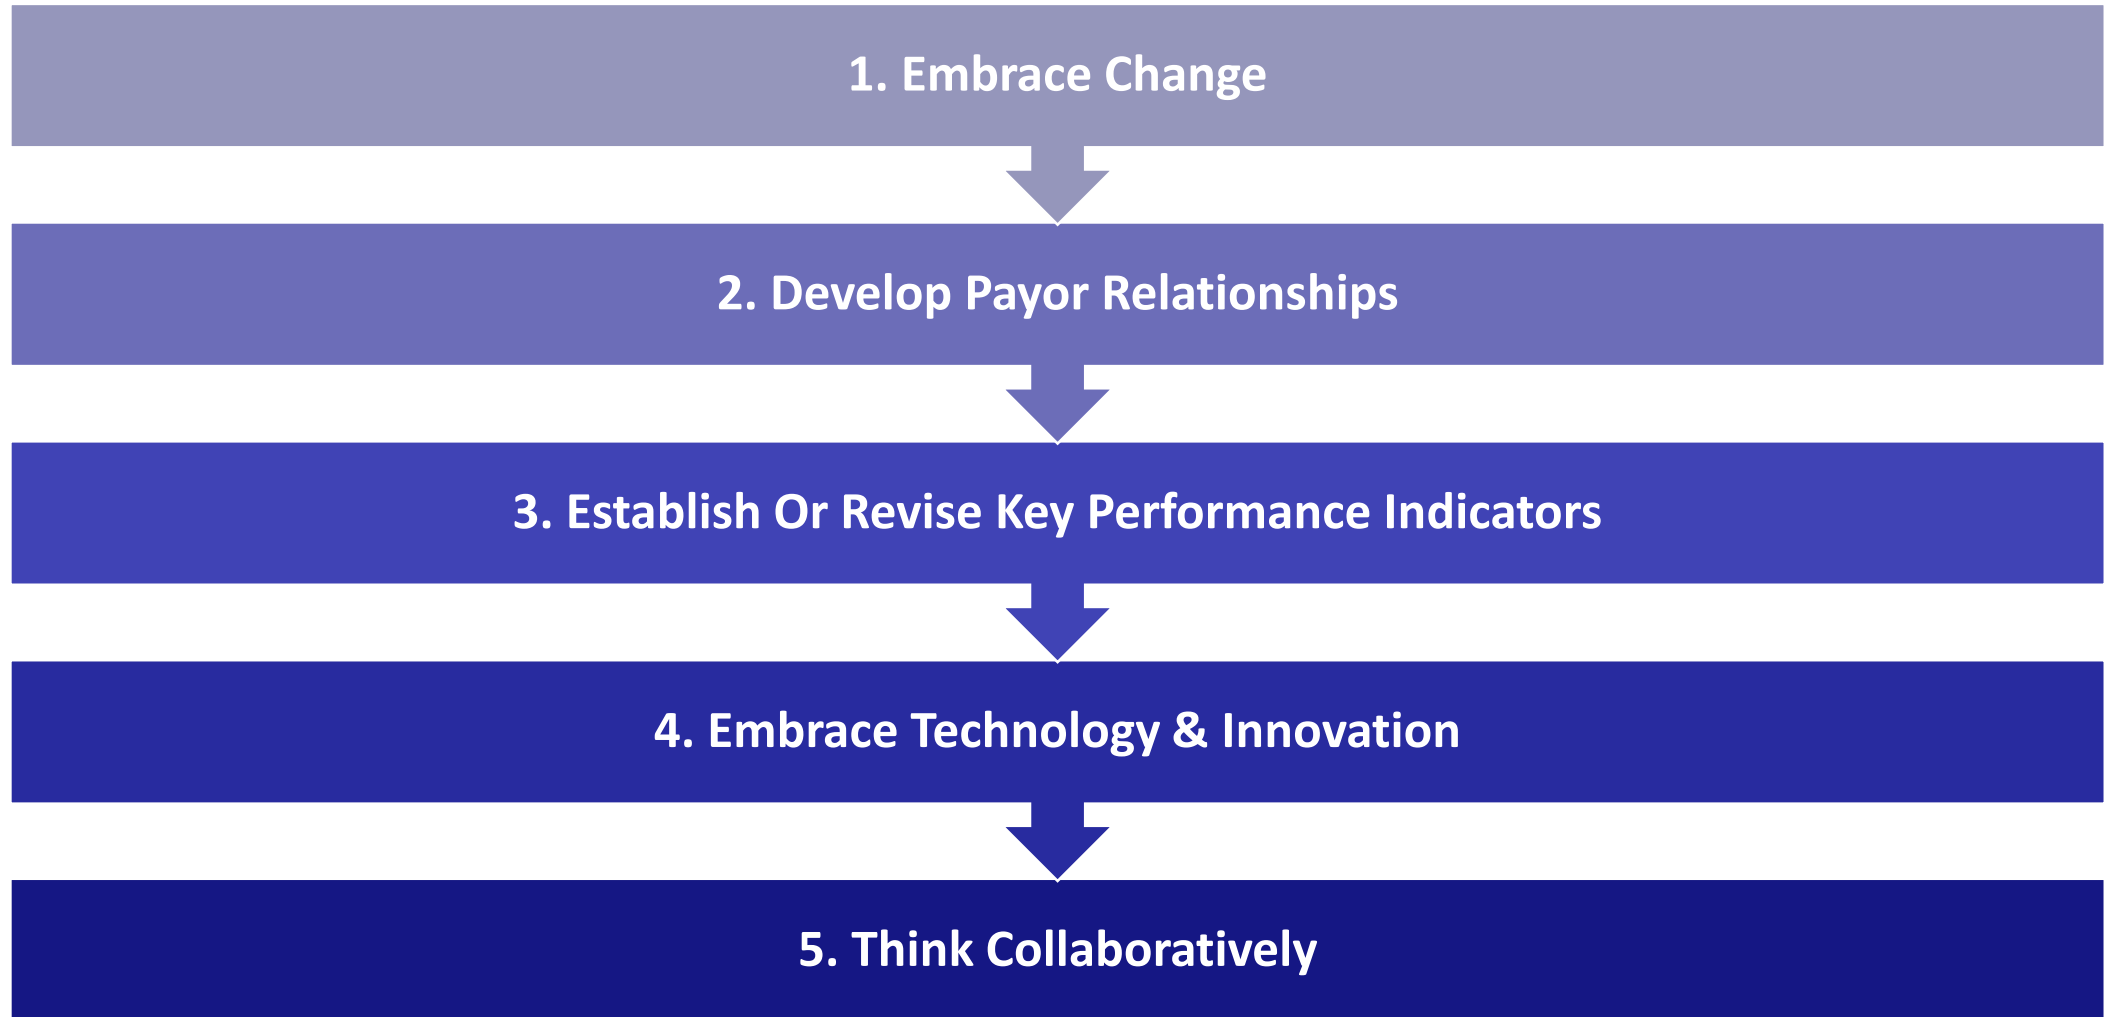 1. Embrace Change
2. Develop Payor Relationships
3. Establish Or Revise Key Performance Indicators
4. Embrace Technology & Innovation
5. Think Collaboratively